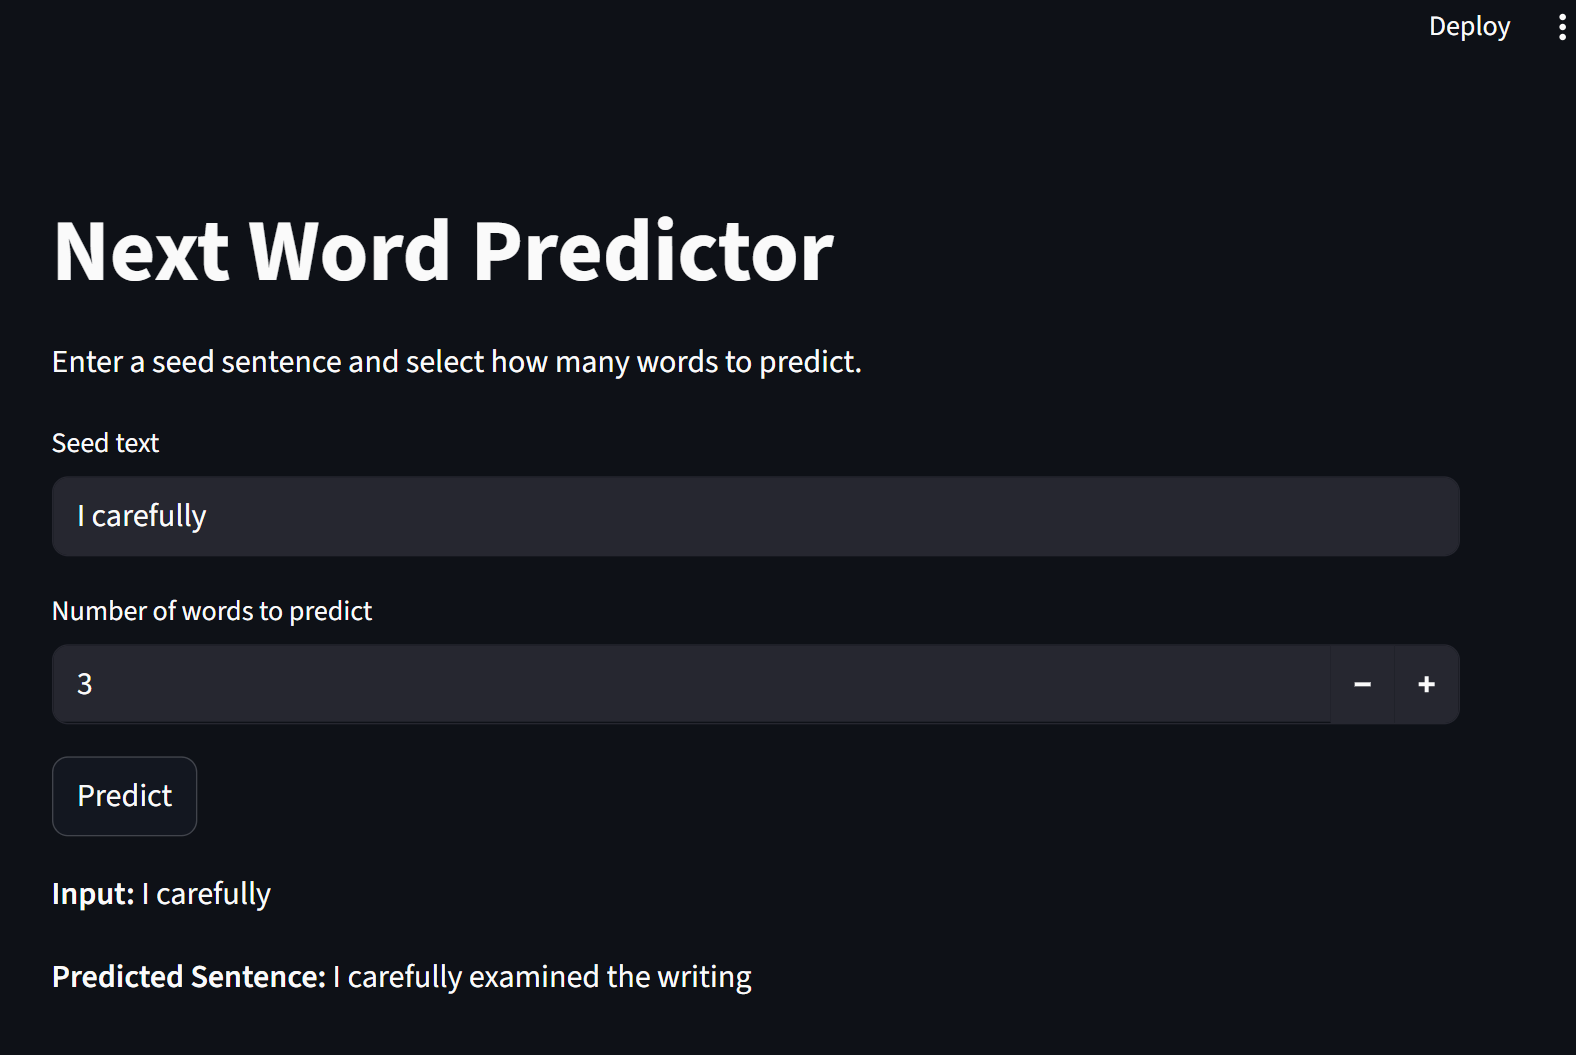 Deploy
Next Word Predictor
Enter a seed sentence and select how many words to predict.
Seed text
I carefully
Number of words to predict
3
Predict
Input: I carefully
Predicted Sentence: I carefully examined the writing